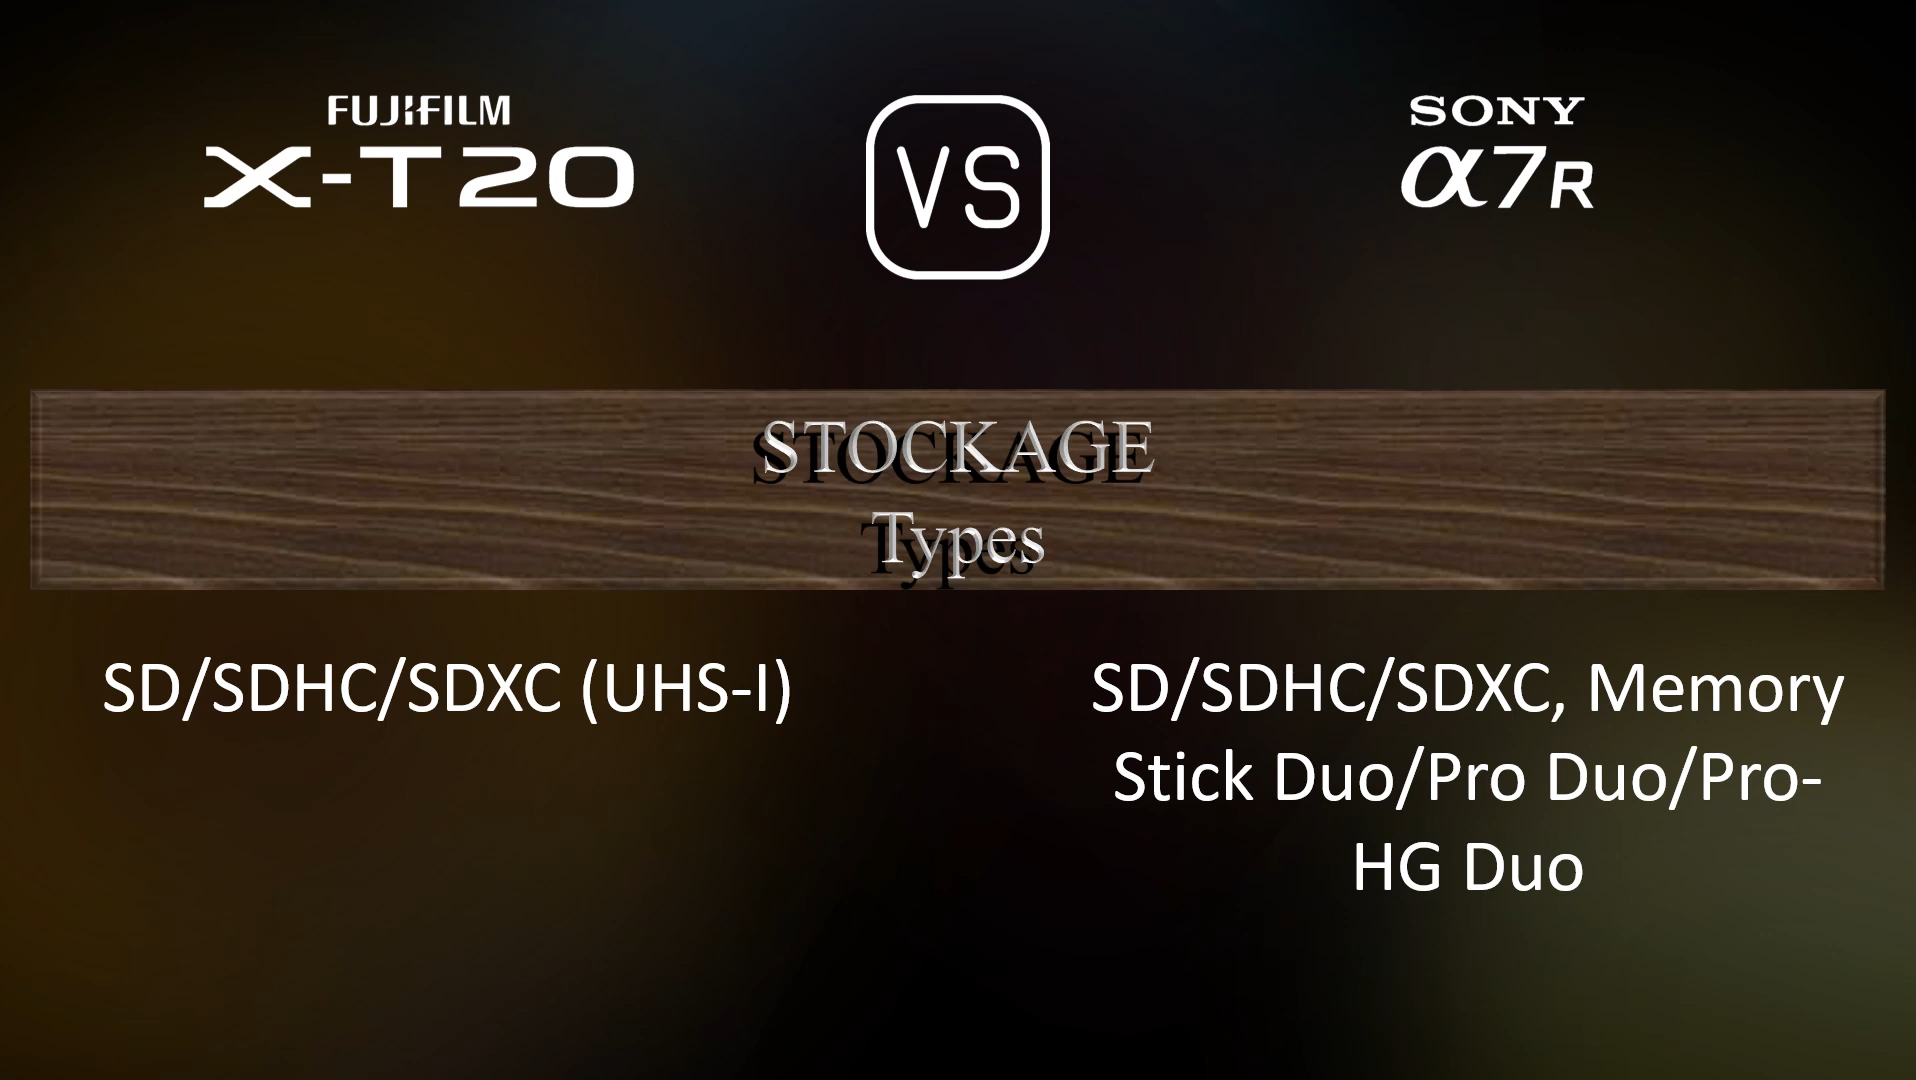 FUJIFILM
X-T20
VS
SONY
α7R
STOCKAGE
Types
SD/SDHC/SDXC (UHS-I)
SD/SDHC/SDXC, Memory
Stick Duo/Pro Duo/Pro-
HG Duo